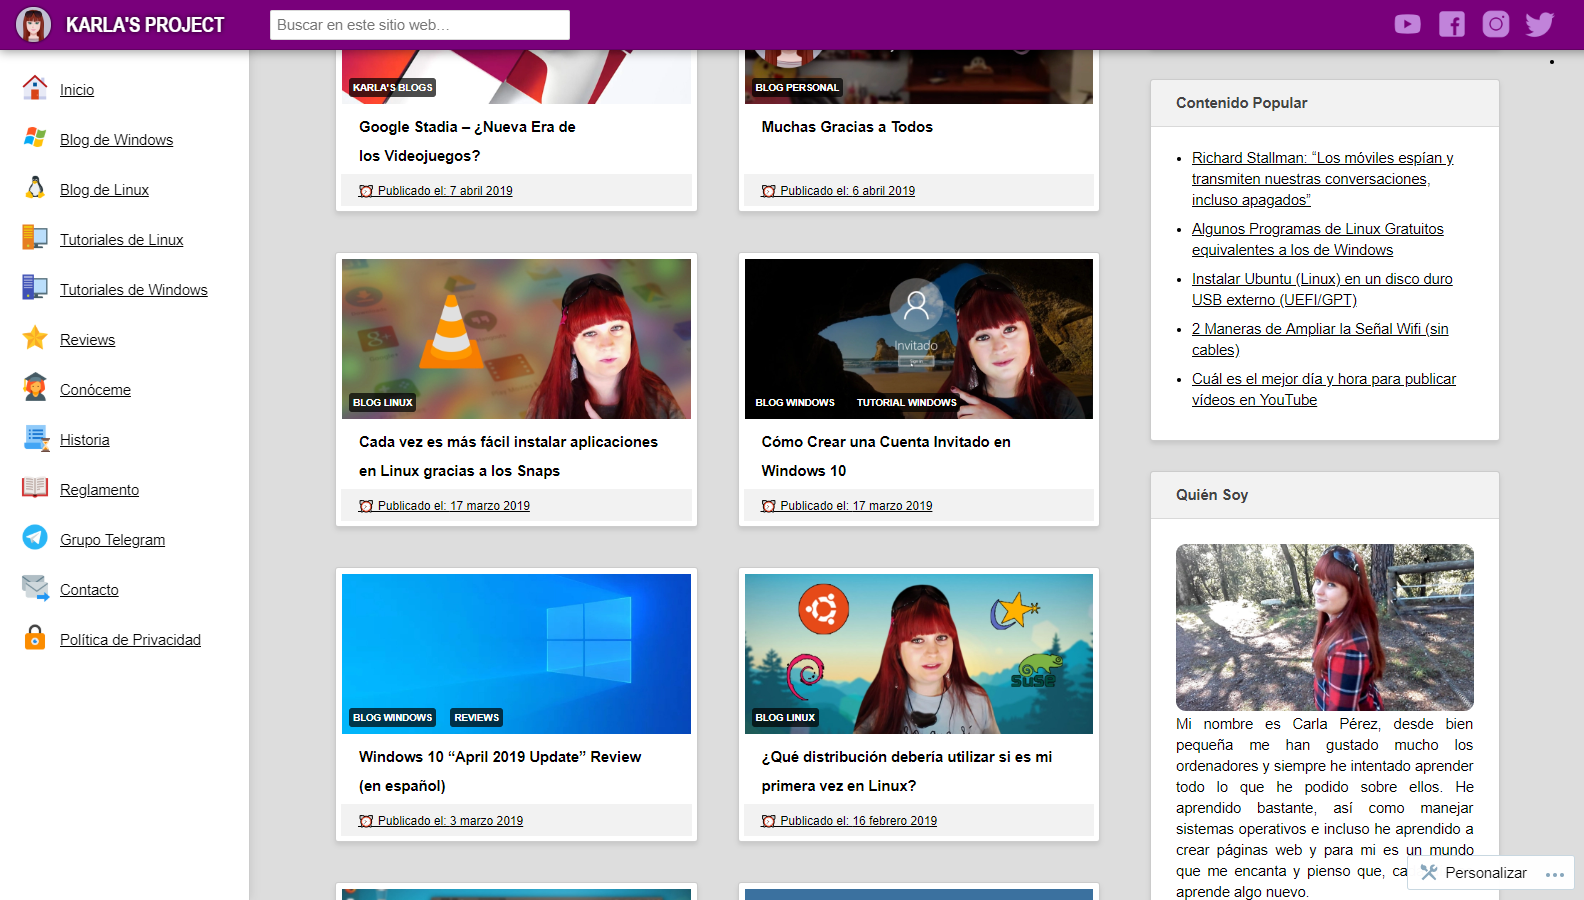 KARLA'S PROJECT
Buscar en este sitio web…
Inicio
Blog de Windows
Blog de Linux
Tutoriales de Linux
Tutoriales de Windows
Reviews
Conóceme
Historia
Reglamento
Grupo Telegram
Contacto
Política de Privacidad
KARLA'S BLOGS
Google Stadia – ¿Nueva Era de
los Videojuegos?
Publicado el: 7 abril 2019
BLOG PERSONAL
Muchas Gracias a Todos
Publicado el: 6 abril 2019
BLOG LINUX
Cada vez es más fácil instalar aplicaciones
en Linux gracias a los Snaps
Publicado el: 17 marzo 2019
Invitado
BLOG WINDOWS TUTORIAL WINDOWS
Cómo Crear una Cuenta Invitado en
Windows 10
Publicado el: 17 marzo 2019
BLOG WINDOWS REVIEWS
Windows 10 “April 2019 Update” Review
(en español)
Publicado el: 3 marzo 2019
suse
BLOG LINUX
¿Qué distribución debería utilizar si es mi
primera vez en Linux?
Publicado el: 16 febrero 2019
Contenido Popular
Richard Stallman: “Los móviles espían y
transmiten nuestras conversaciones,
incluso apagados”
Algunos Programas de Linux Gratuitos
equivalentes a los de Windows
Instalar Ubuntu (Linux) en un disco duro
USB externo (UEFI/GPT)
2 Maneras de Ampliar la Señal Wifi (sin
cables)
Cuál es el mejor día y hora para publicar
vídeos en YouTube
Quién Soy
Mi nombre es Carla Pérez, desde bien
pequeña me han gustado mucho los
ordenadores y siempre he intentado aprender
todo lo que he podido sobre ellos. He
aprendido bastante, así como manejar
sistemas operativos e incluso he aprendido a
crear páginas web y para mi es un mundo
que me encanta y pienso que,
aprende algo nuevo.
Personalizar